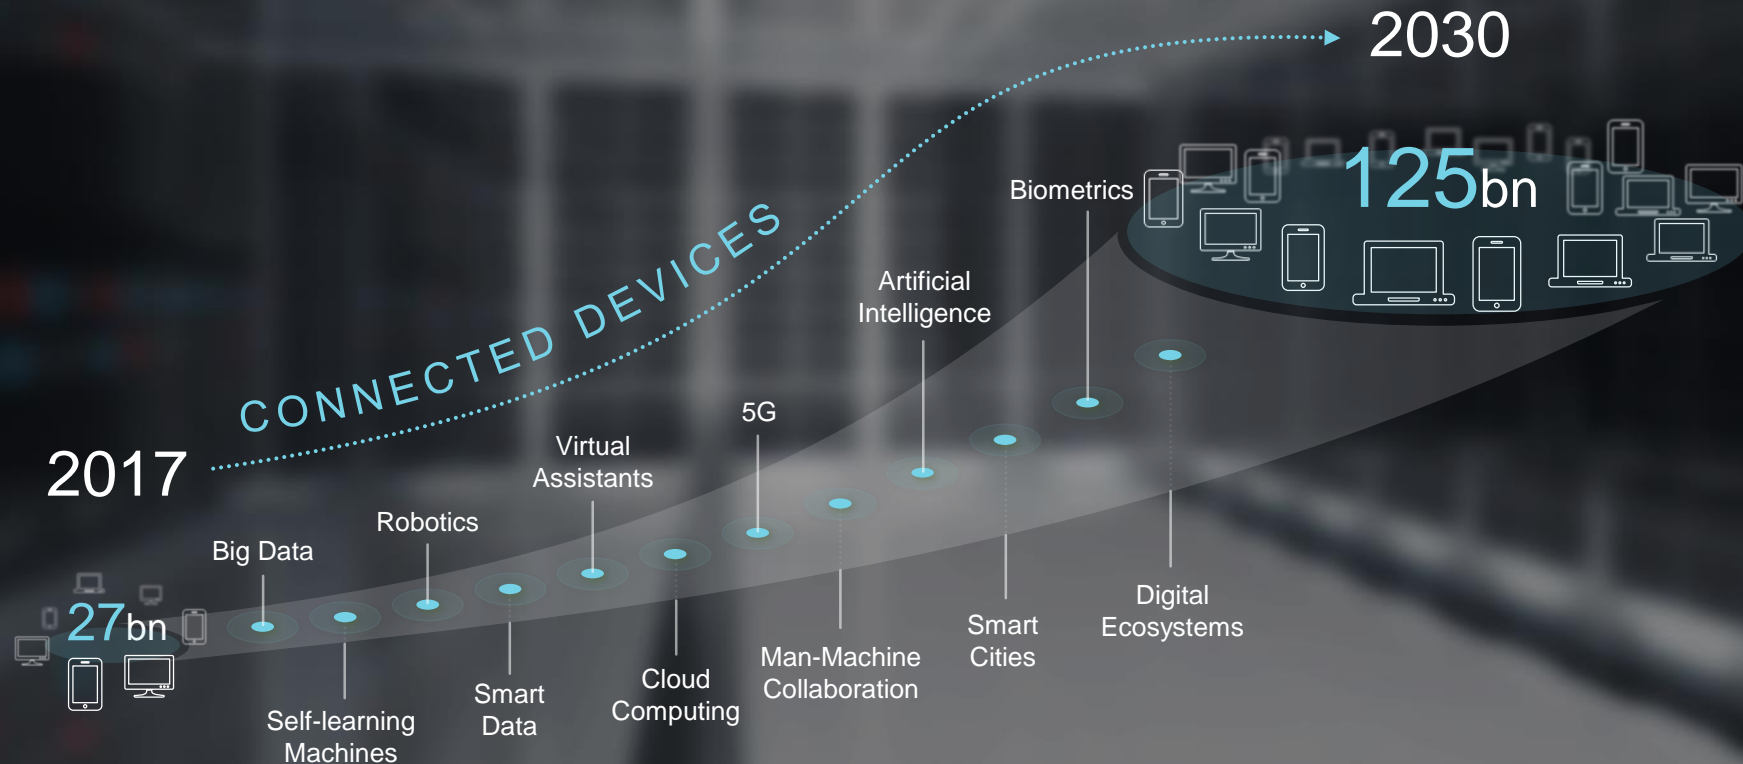 2030
125bn
Biometrics
CONNECTED DEVICES
Artificial
Intelligence
5G
2017
Virtual
Assistants
Robotics
Big Data
27bn
Digital
Ecosystems
Smart
Cities
Man-Machine
Collaboration
Cloud
Computing
Smart
Data
Self-learning
Machines